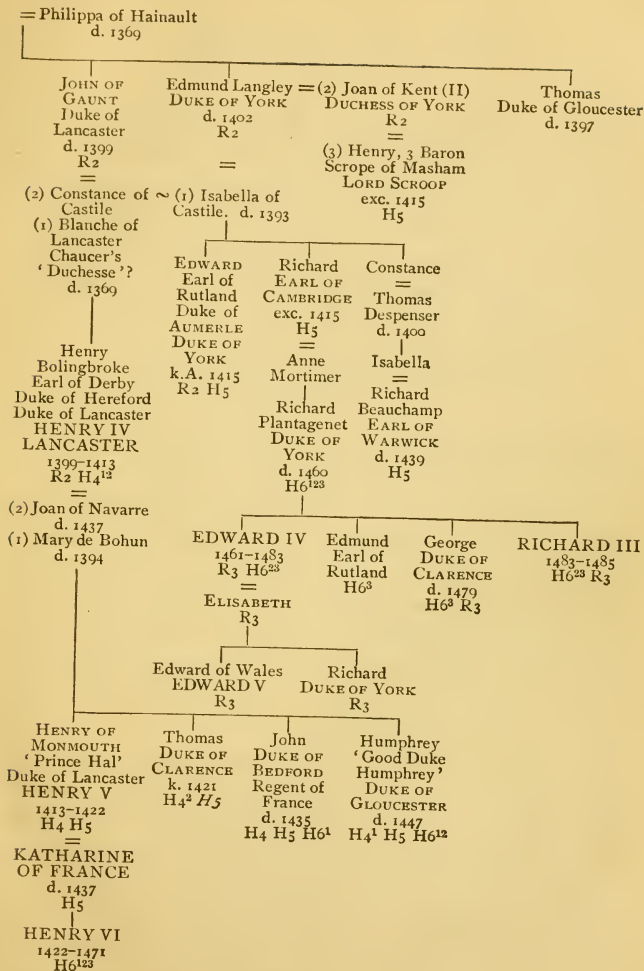 = Philippa of Hainault
d. 1369
JOHN OF
GAUNT
Duke of
Lancaster
d. 1399
R2
=
(2) Constance of
Castile
(1) Blanche of
Lancaster
Chaucer's
‘Duchesse’?
d. 1369
Henry
Bolingbroke
Earl of Derby
Duke of Hereford
Duke of Lancaster
HENRY IV
LANCASTER
1399–1413
R2 H4¹²
=
(2) Joan of Navarre
d. 1437
(1) Mary de Bohun
d. 1394
Edmund Langley
DUKE OF YORK
d. 1402
R2
=
∾ (1) Isabella of
Castile. d. 1393
= (2) Joan of Kent (II)
DUCHESS OF YORK
R2
=
(3) Henry, 3 Baron
Scrope of Masham
LORD SCROOP
exc. 1415
H5
Thomas
Duke of Gloucester
d. 1397
EDWARD
Earl of
Rutland
Duke of
AUMERLE
DUKE OF
YORK
k.A. 1415
R2 H5
Richard
EARL OF
CAMBRIDGE
exc. 1415
H5
=
Anne
Mortimer
Richard
Plantagenet
DUKE OF
YORK
d. 1460
H6¹²³
Constance
=
Thomas
Despenser
d. 1400
Isabella
=
Richard
Beauchamp
EARL OF
WARWICK
d. 1439
H5
EDWARD IV
1461–1483
R3 H6²³
=
ELISABETH
R3
Edmund
Earl of
Rutland
H6³
George
DUKE OF
CLARENCE
d. 1479
H6³ R3
RICHARD III
1483–1485
H6²³ R3
Edward of Wales
EDWARD V
R3
Richard
DUKE OF YORK
R3
HENRY OF
MONMOUTH
‘Prince Hal’
Duke of Lancaster
HENRY V
1413–1422
H4 H5
=
KATHARINE
OF FRANCE
d. 1437
H5
HENRY VI
1422–1471
H6¹²³
Thomas
DUKE OF
CLARENCE
k. 1421
H4² H5
John
DUKE OF
BEDFORD
Regent of
France
d. 1435
H4 H5 H6¹
Humphrey
‘Good Duke
Humphrey’
DUKE OF
GLOUCESTER
d. 1447
H4¹ H5 H6¹²